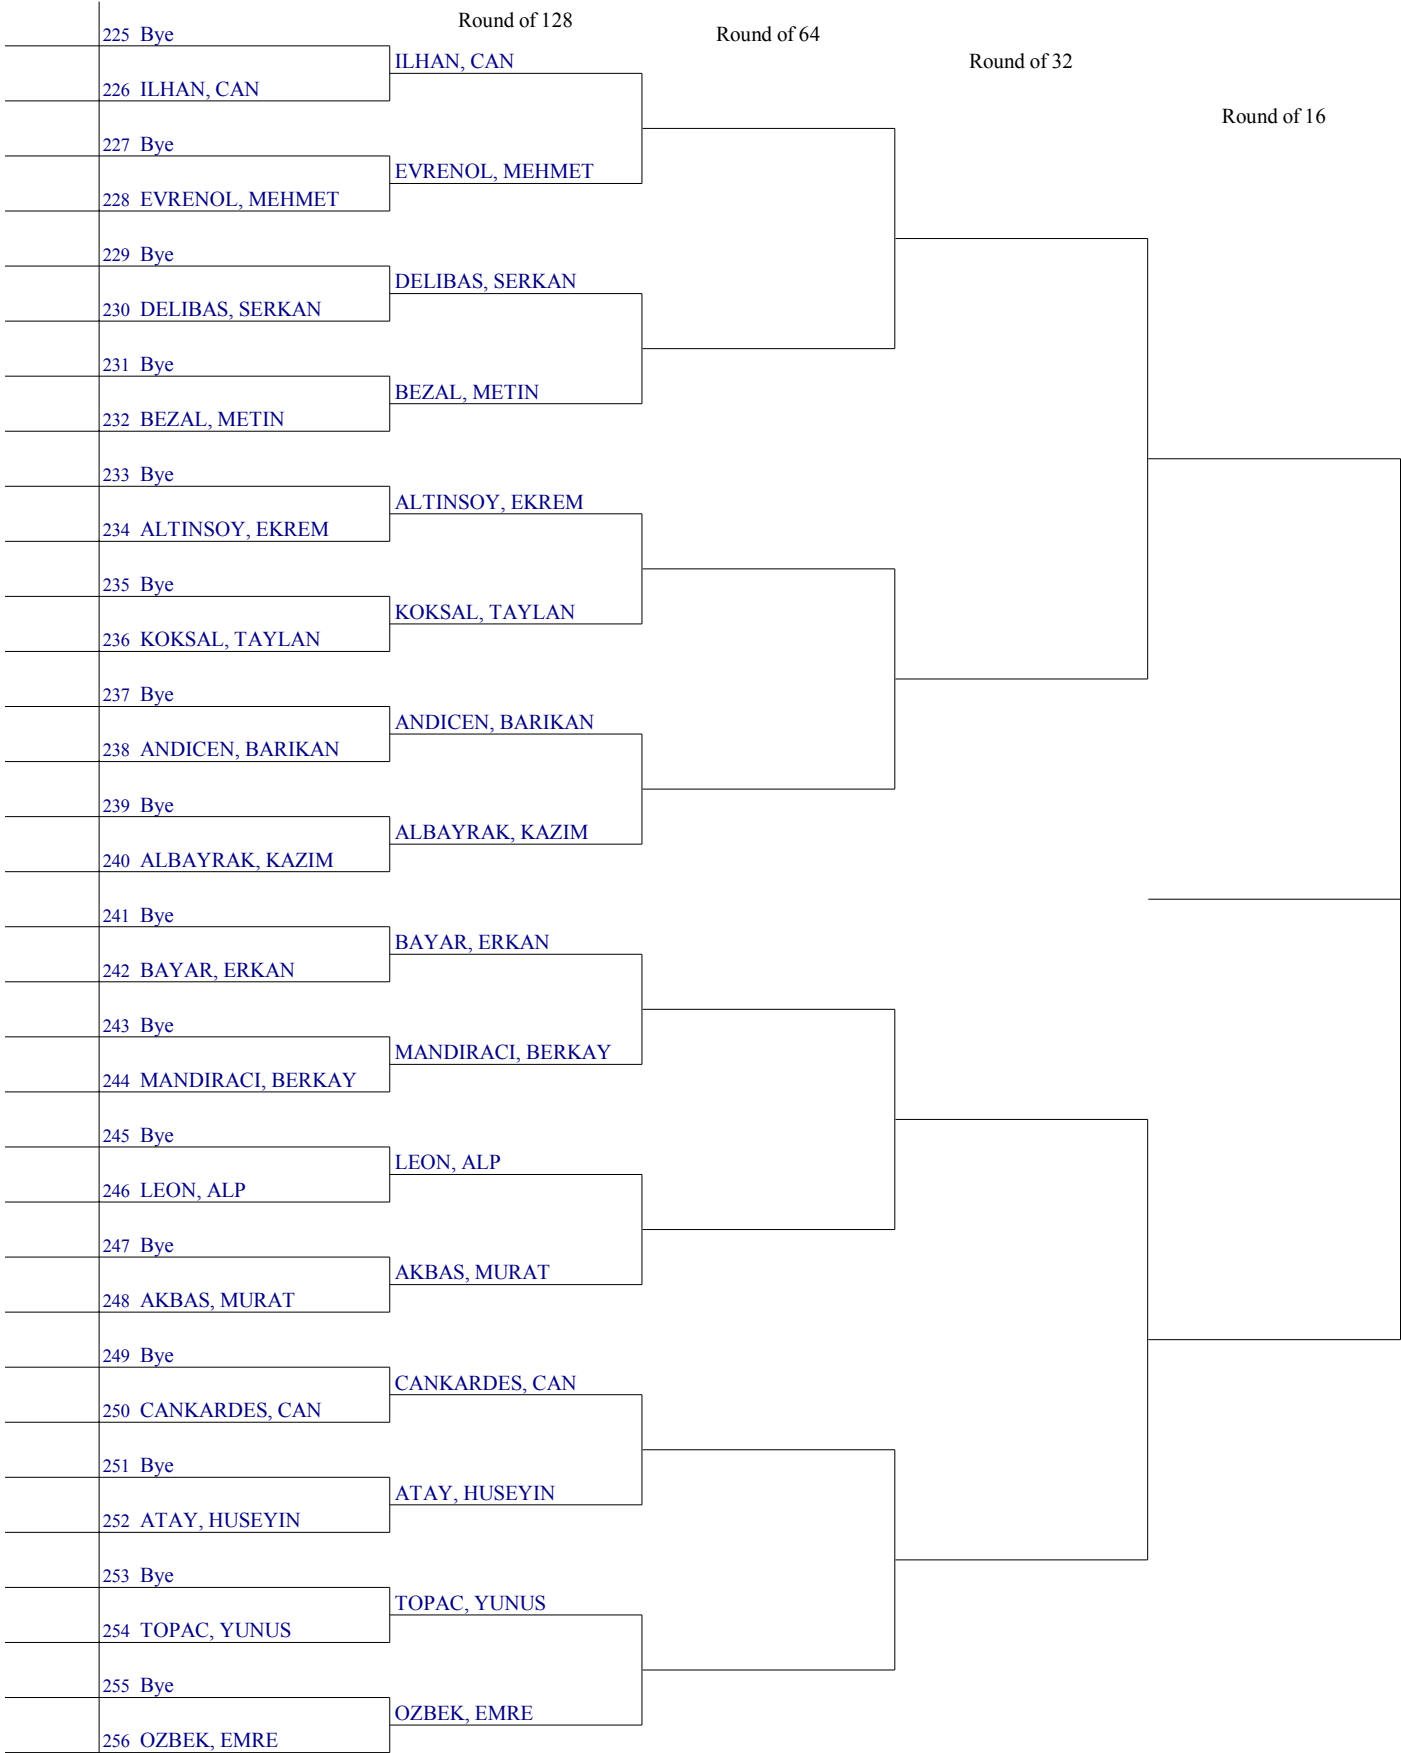 Round of 128
Round of 64
Round of 32
Round of 16
225 Bye
ILHAN, CAN
226 ILHAN, CAN
227 Bye
EVRENOL, MEHMET
228 EVRENOL, MEHMET
229 Bye
DELIBAS, SERKAN
230 DELIBAS, SERKAN
231 Bye
BEZAL, METIN
232 BEZAL, METIN
233 Bye
ALTINSOY, EKREM
234 ALTINSOY, EKREM
235 Bye
KOKSAL, TAYLAN
236 KOKSAL, TAYLAN
237 Bye
ANDICEN, BARIKAN
238 ANDICEN, BARIKAN
239 Bye
ALBAYRAK, KAZIM
240 ALBAYRAK, KAZIM
241 Bye
BAYAR, ERKAN
242 BAYAR, ERKAN
243 Bye
MANDIRACI, BERKAY
244 MANDIRACI, BERKAY
245 Bye
LEON, ALP
246 LEON, ALP
247 Bye
AKBAS, MURAT
248 AKBAS, MURAT
249 Bye
CANKARDES, CAN
250 CANKARDES, CAN
251 Bye
ATAY, HUSEYIN
252 ATAY, HUSEYIN
253 Bye
TOPAC, YUNUS
254 TOPAC, YUNUS
255 Bye
OZBEK, EMRE
256 OZBEK, EMRE